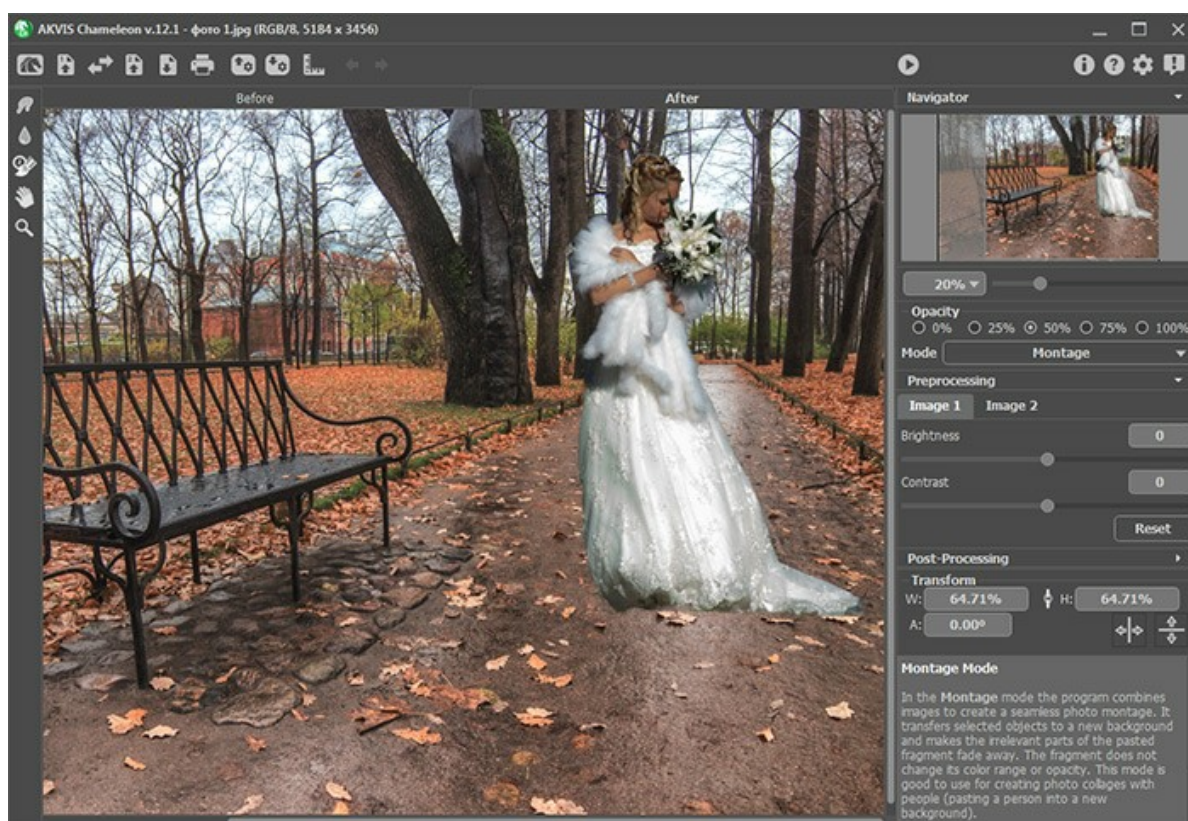 AKVIS Chameleon v.12.1 - фото 1.jpg (RGB/8, 5184 x 3456)
Before
After
Navigator
20%
Opacity
0% 25% 50% 75% 100%
Mode Montage
Preprocessing
Image 1 Image 2
Brightness 0
Contrast 0
Reset
Post-Processing
Transform
W: 64.71% H: 64.71%
A: 0.00º
Montage Mode
In the Montage mode the program combines
images to create a seamless photo montage. It
transfers selected objects to a new background
and makes the irrelevant parts of the pasted
fragment fade away. The fragment does not
change its color range or opacity. This mode is
good to use for creating photo collages with
people (pasting a person into a new
background).